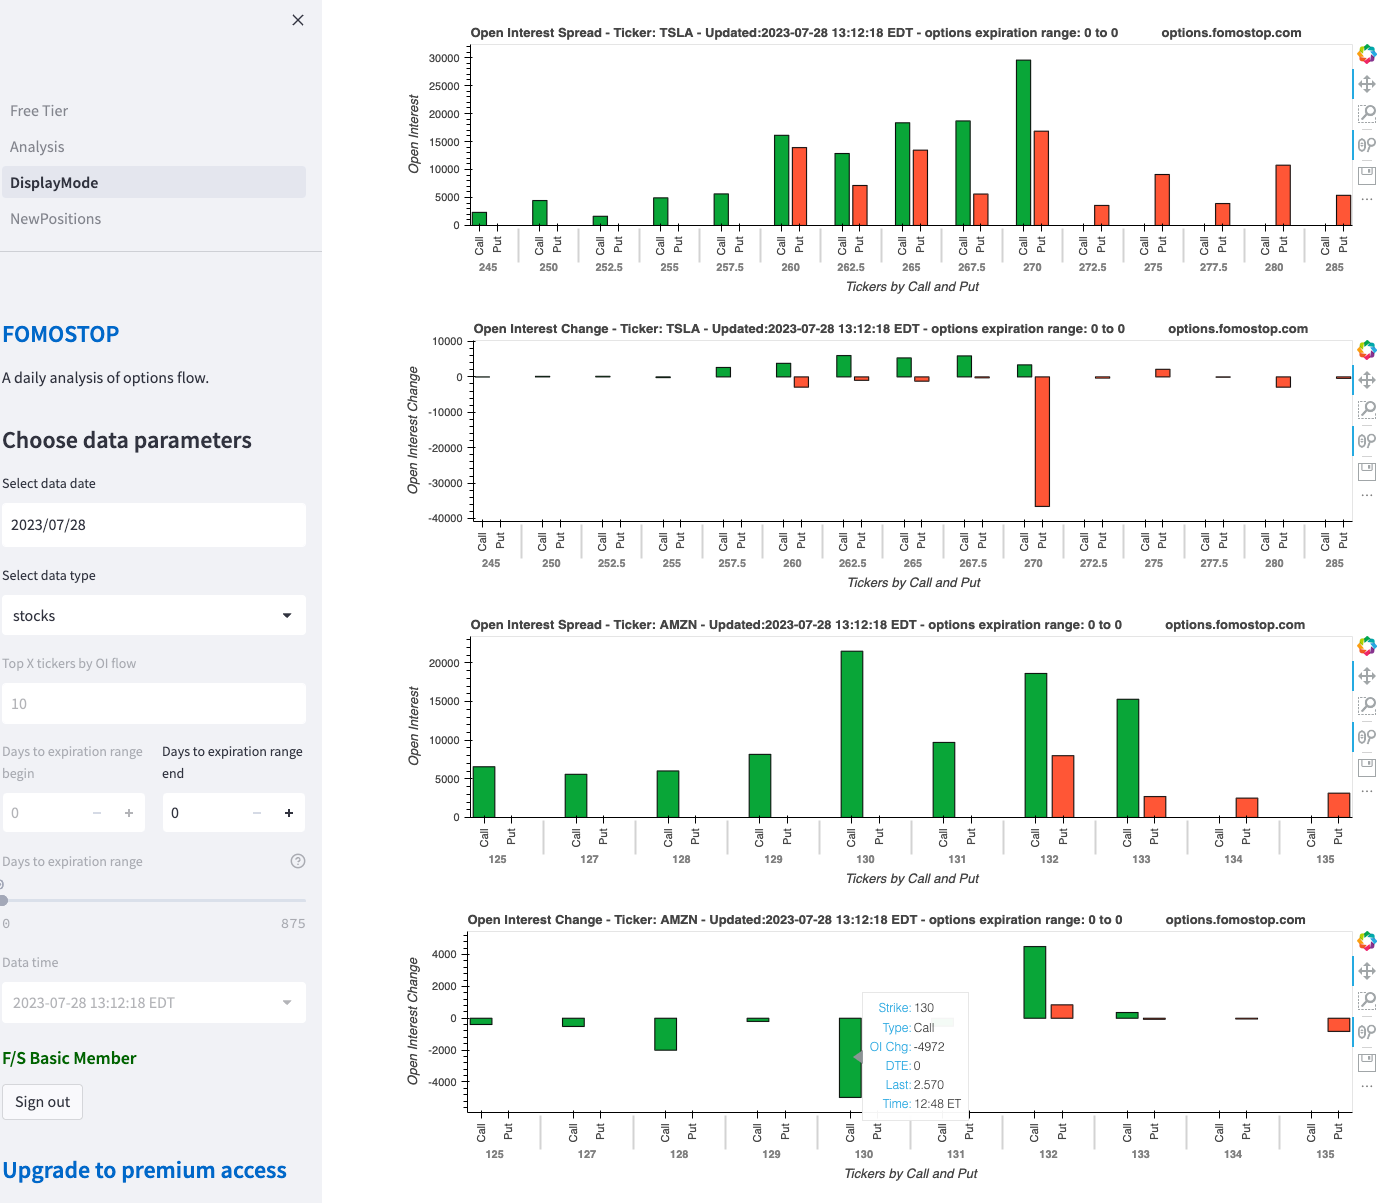 Free Tier
Analysis
DisplayMode
NewPositions
FOMOSTOP
A daily analysis of options flow.
Choose data parameters
Select data date
2023/07/28
Select data type
stocks
Top X tickers by OI flow
10
Days to expiration range begin
Days to expiration range end
0 − +
0 − +
Days to expiration range
0 875
Data time
2023-07-28 13:12:18 EDT
F/S Basic Member
Sign out
Upgrade to premium access
Open Interest Spread - Ticker: TSLA - Updated:2023-07-28 13:12:18 EDT - options expiration range: 0 to 0 options.fomostop.com
Open Interest
30000
25000
20000
15000
10000
5000
0
Call Put Call Put Call Put Call Put Call Put Call Put Call Put Call Put Call Put Call Put Call Put Call Put Call Put Call Put Call Put
245 250 252.5 255 257.5 260 262.5 265 267.5 270 272.5 275 277.5 280 285
Tickers by Call and Put
Open Interest Change - Ticker: TSLA - Updated:2023-07-28 13:12:18 EDT - options expiration range: 0 to 0 options.fomostop.com
Open Interest Change
10000
0
-10000
-20000
-30000
-40000
Call Put Call Put Call Put Call Put Call Put Call Put Call Put Call Put Call Put Call Put Call Put Call Put Call Put Call Put Call Put
245 250 252.5 255 257.5 260 262.5 265 267.5 270 272.5 275 277.5 280 285
Tickers by Call and Put
Open Interest Spread - Ticker: AMZN - Updated:2023-07-28 13:12:18 EDT - options expiration range: 0 to 0 options.fomostop.com
Open Interest
20000
15000
10000
5000
0
Call Put Call Put Call Put Call Put Call Put Call Put Call Put Call Put Call Put Call Put
125 127 128 129 130 131 132 133 134 135
Tickers by Call and Put
Open Interest Change - Ticker: AMZN - Updated:2023-07-28 13:12:18 EDT - options expiration range: 0 to 0 options.fomostop.com
Open Interest Change
4000
2000
0
-2000
-4000
Strike: 130
Type: Call
OI Chg: -4972
DTE: 0
Last: 2.570
Time: 12:48 ET
Call Put Call Put Call Put Call Put Call Put Call Put Call Put Call Put Call Put Call Put
125 127 128 129 130 131 132 133 134 135
Tickers by Call and Put